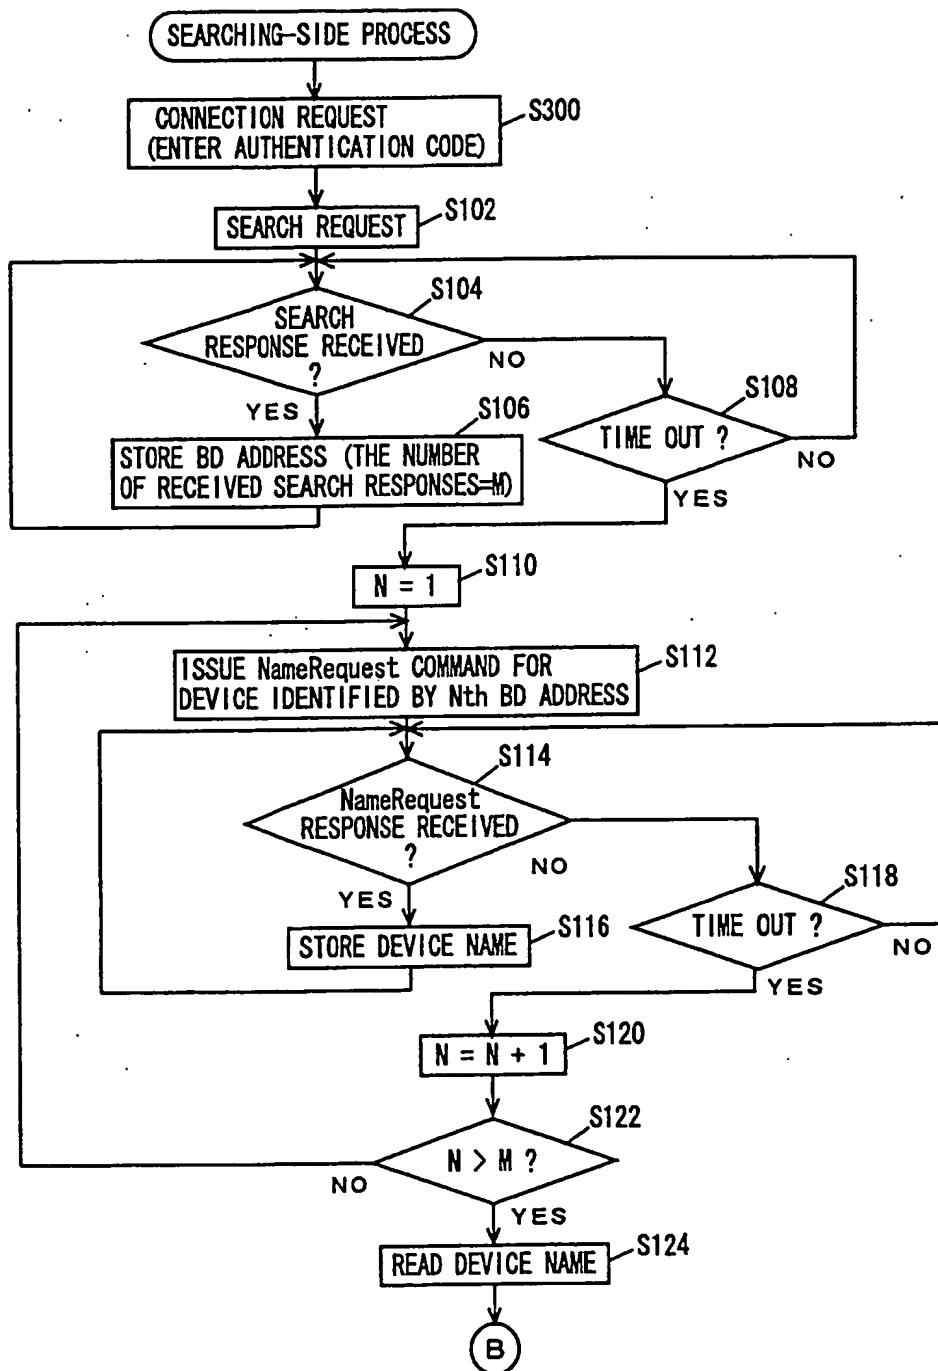 SEARCHING-SIDE PROCESS
CONNECTION REQUEST
(ENTER AUTHENTICATION CODE)
S300
SEARCH REQUEST
S102
SEARCH
RESPONSE RECEIVED
?
S104
NO
YES
S106
STORE BD ADDRESS (THE NUMBER
OF RECEIVED SEARCH RESPONSES=M)
TIME OUT ?
S108
NO
YES
N = 1
S110
ISSUE NameRequest COMMAND FOR
DEVICE IDENTIFIED BY Nth BD ADDRESS
S112
NameRequest
RESPONSE RECEIVED
?
S114
NO
YES
STORE DEVICE NAME
S116
TIME OUT ?
S118
NO
YES
N = N + 1
S120
N > M ?
S122
NO
YES
READ DEVICE NAME
S124
B